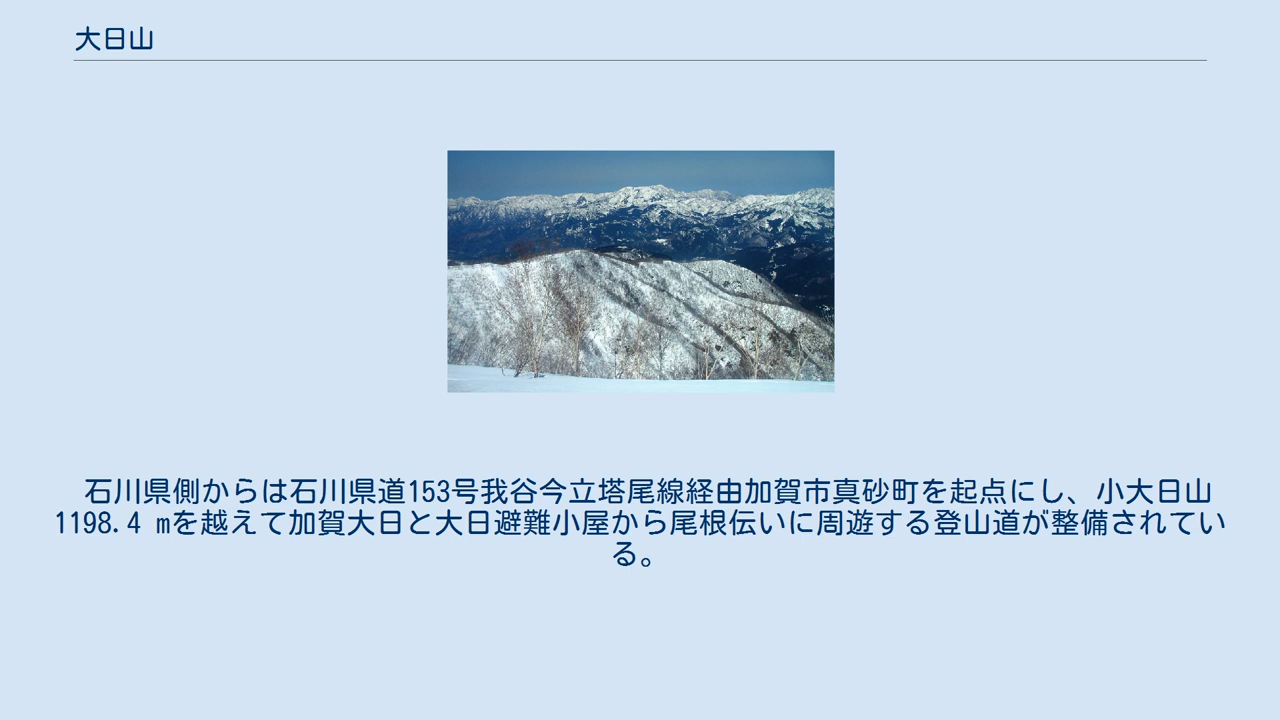 大日山
石川県側からは石川県道153号我谷今立塔尾線経由加賀市真砂町を起点にし、小大日山
1198.4 mを越えて加賀大日と大日避難小屋から尾根伝いに周遊する登山道が整備されてい
る。